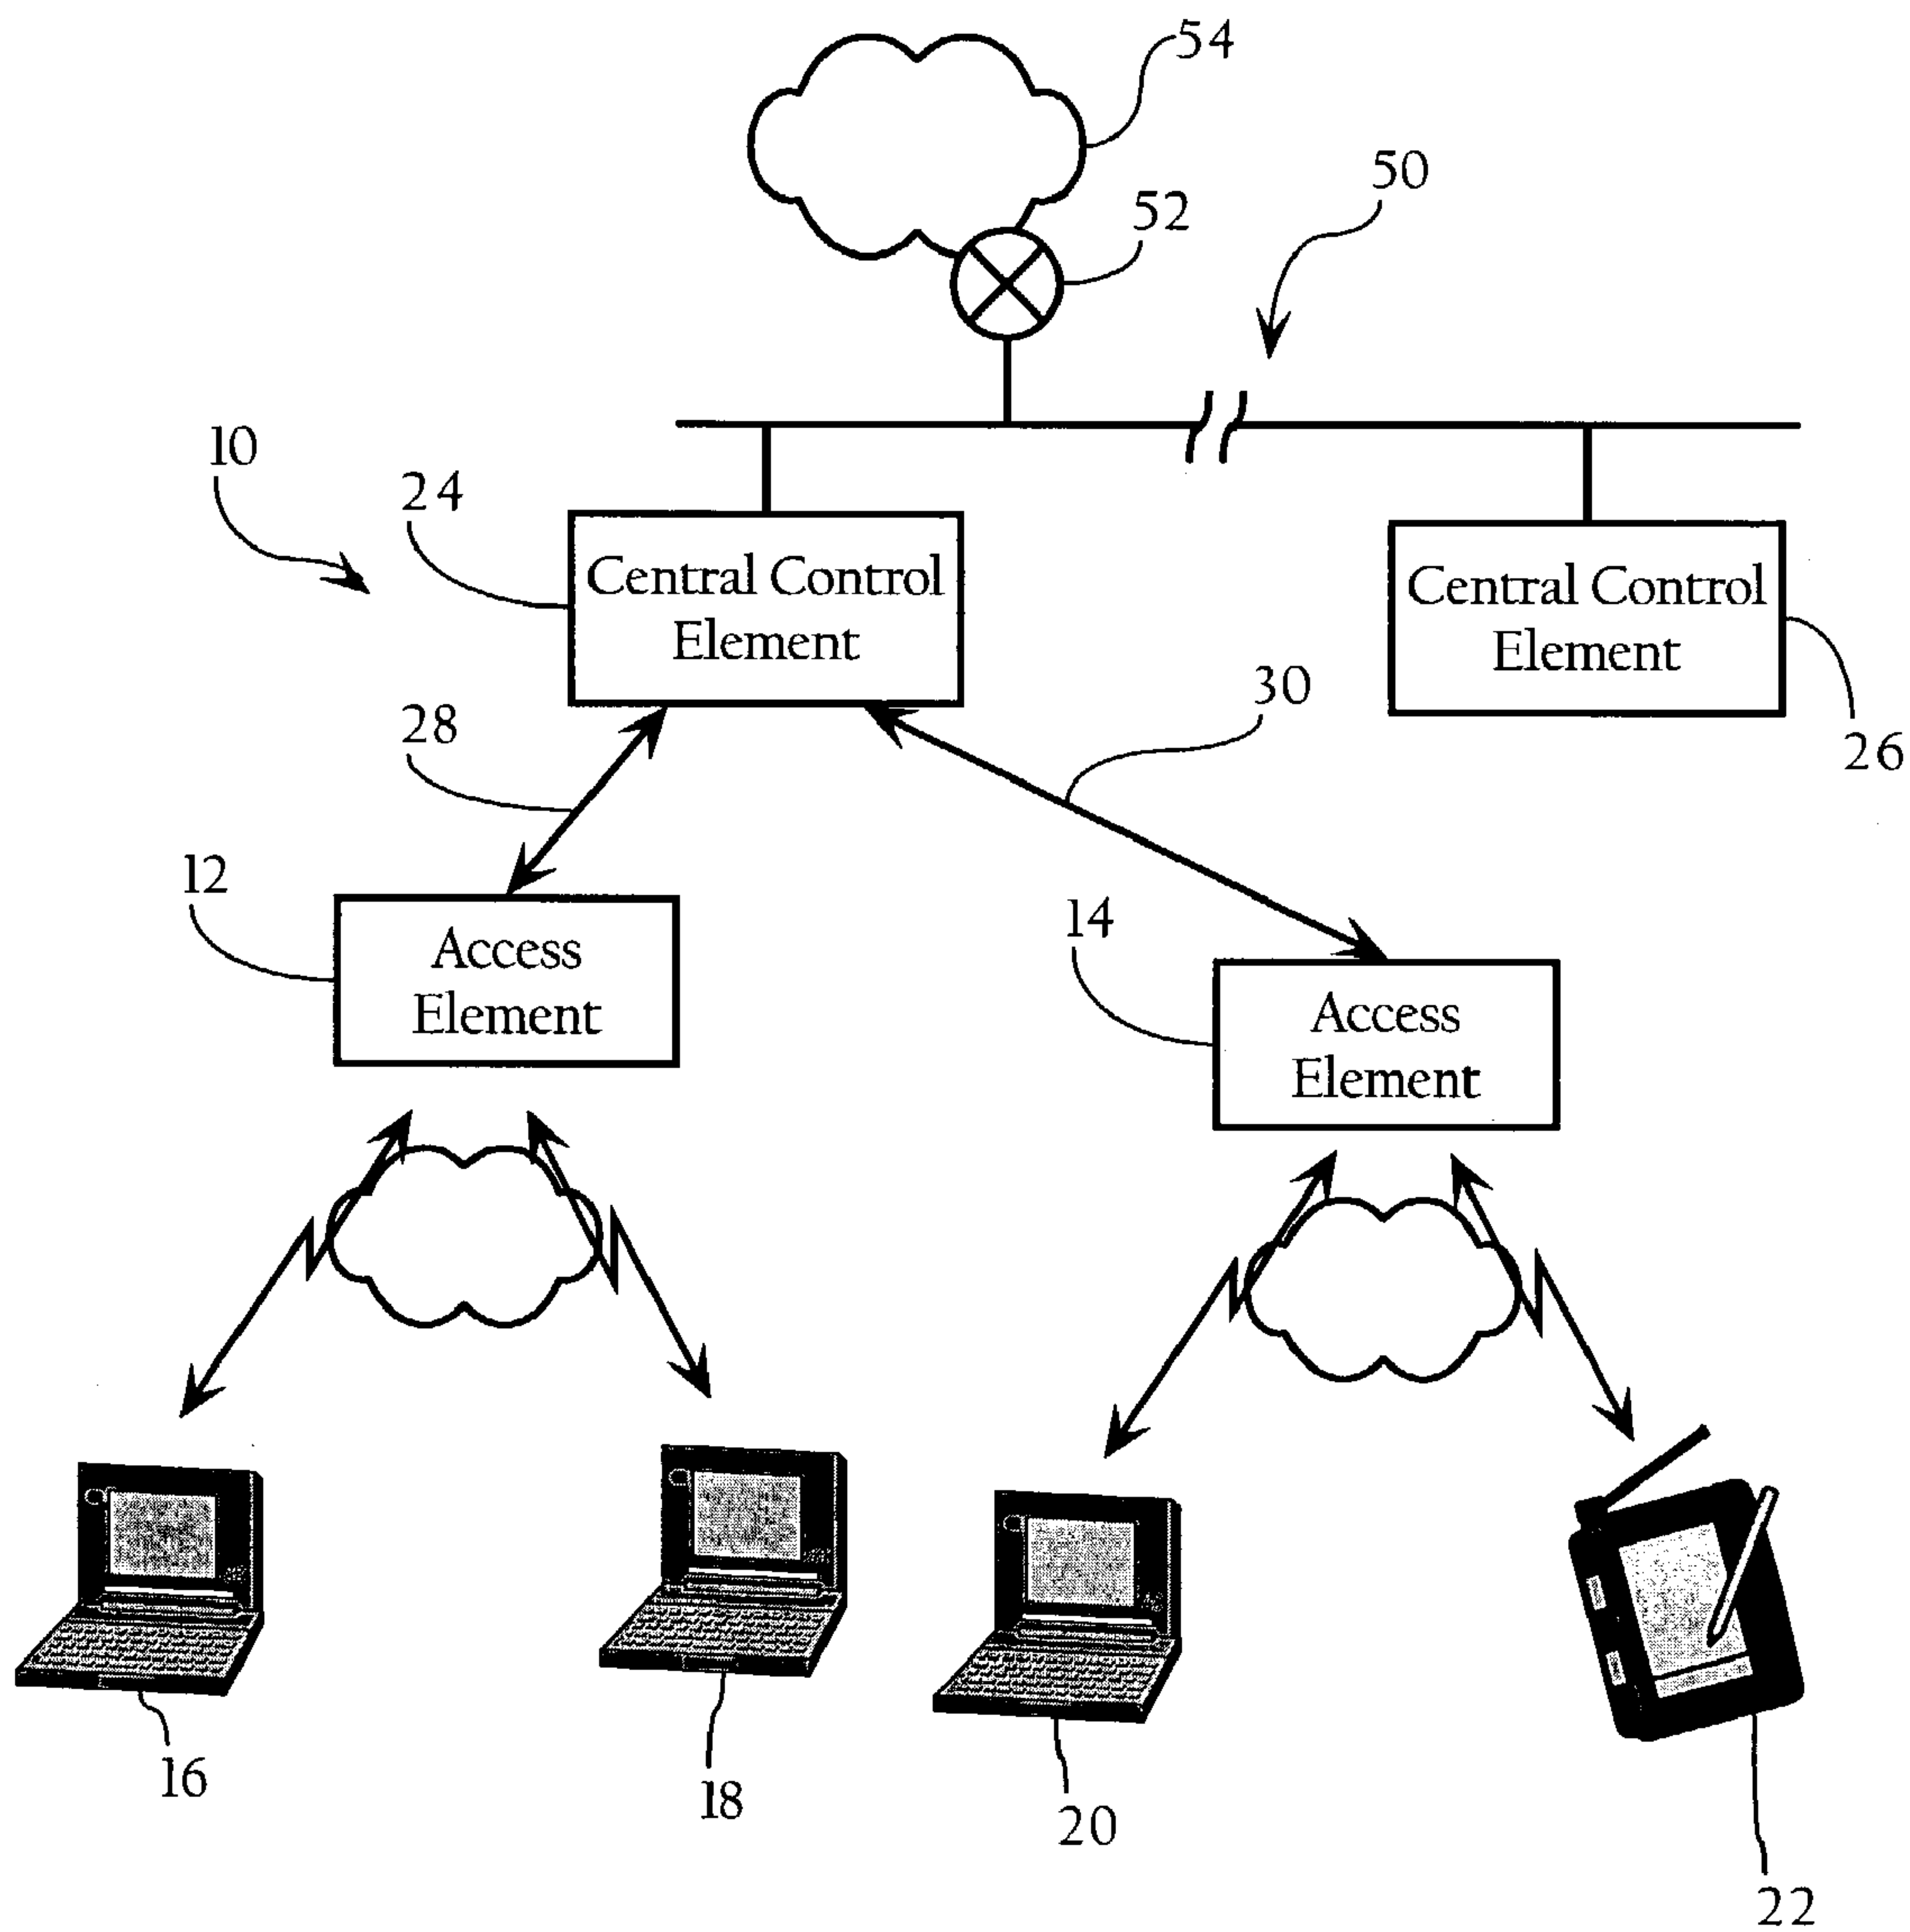 54
50
52
10
24
Central Control
Element
Central Control
Element
30
28
26
12
Access
Element
14
Access
Element
16
18
20
22